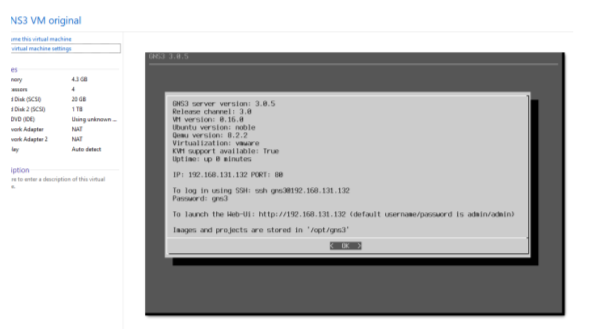 NS3 VM original
ume this virtual machine
virtual machine settings
es
nory 4.3 GB
essors 4
d Disk (SCSI) 20 GB
d Disk 2 (SCSI) 1 TB
DVD (IDE) Using unknown ...
work Adapter NAT
work Adapter 2 NAT
lay Auto detect
iption
re to enter a description of this virtual
GNS3 3.0.5
GNS3 server version: 3.0.5
Release channel: 3.0
VM version: 0.16.0
Ubuntu version: noble
Qemu version: 8.2.2
Virtualization: vmware
KVM support available: True
Uptime: up 0 minutes
IP: 192.168.131.132 PORT: 80
To log in using SSH: ssh gns3@192.168.131.132
Password: gns3
To launch the Web-Ui: http://192.168.131.132 (default username/password is admin/admin)
Images and projects are stored in '/opt/gns3'
< OK >